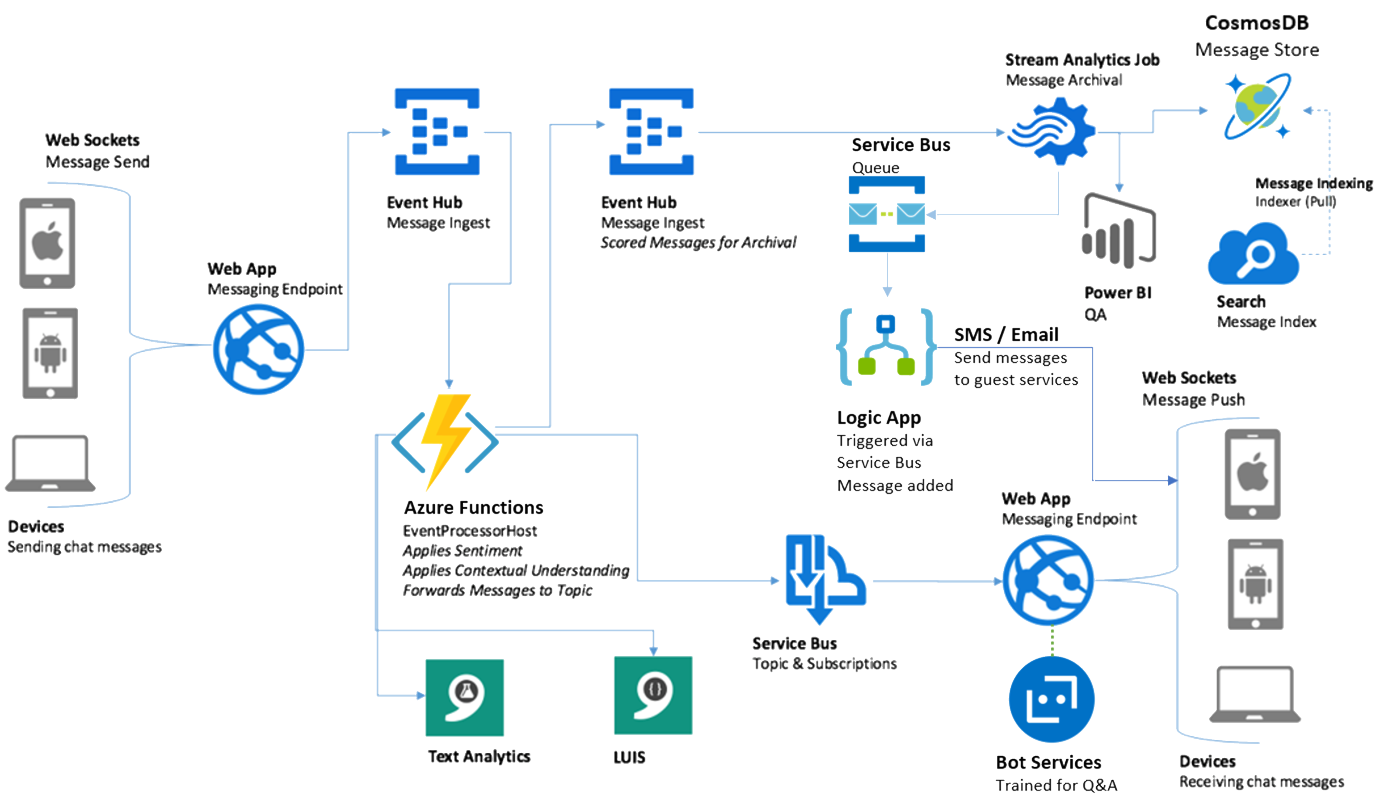 CosmosDB
Message Store
Stream Analytics Job
Message Archival
Web Sockets
Message Send
Service Bus
Queue
Event Hub
Message Ingest
Event Hub
Message Ingest
Scored Messages for Archival
Message Indexing
Indexer (Pull)
Web App
Messaging Endpoint
Power BI
QA
Search
Message Index
SMS / Email
Send messages
to guest services
Web Sockets
Message Push
Logic App
Triggered via
Service Bus
Message added
Web App
Messaging Endpoint
Devices
Sending chat messages
Azure Functions
EventProcessorHost
Applies Sentiment
Applies Contextual Understanding
Forwards Messages to Topic
Service Bus
Topic & Subscriptions
Text Analytics
LUIS
Bot Services
Trained for Q&A
Devices
Receiving chat messages